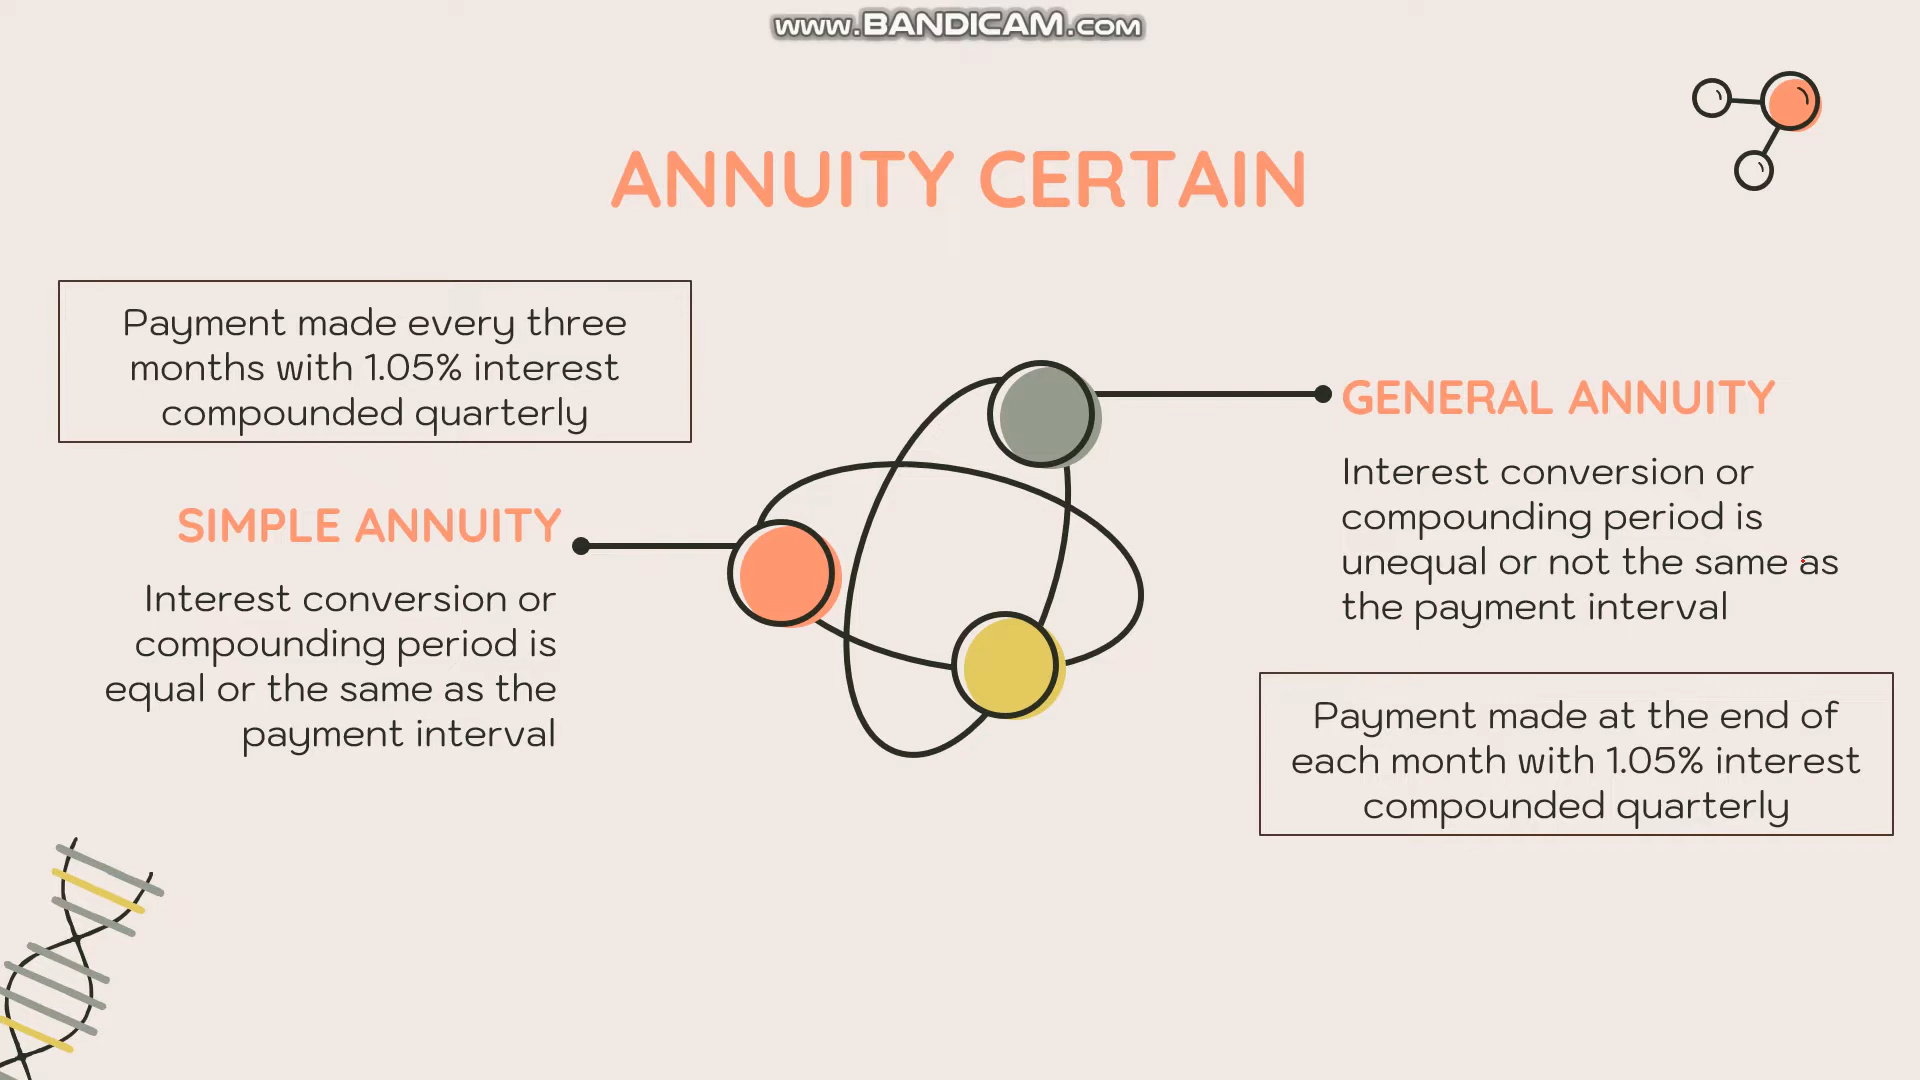 www.BANDICAM.com
ANNUITY CERTAIN
Payment made every three
months with 1.05% interest
compounded quarterly
SIMPLE ANNUITY
Interest conversion or
compounding period is
equal or the same as the
payment interval
GENERAL ANNUITY
Interest conversion or
compounding period is
unequal or not the same as
the payment interval
Payment made at the end of
each month with 1.05% interest
compounded quarterly